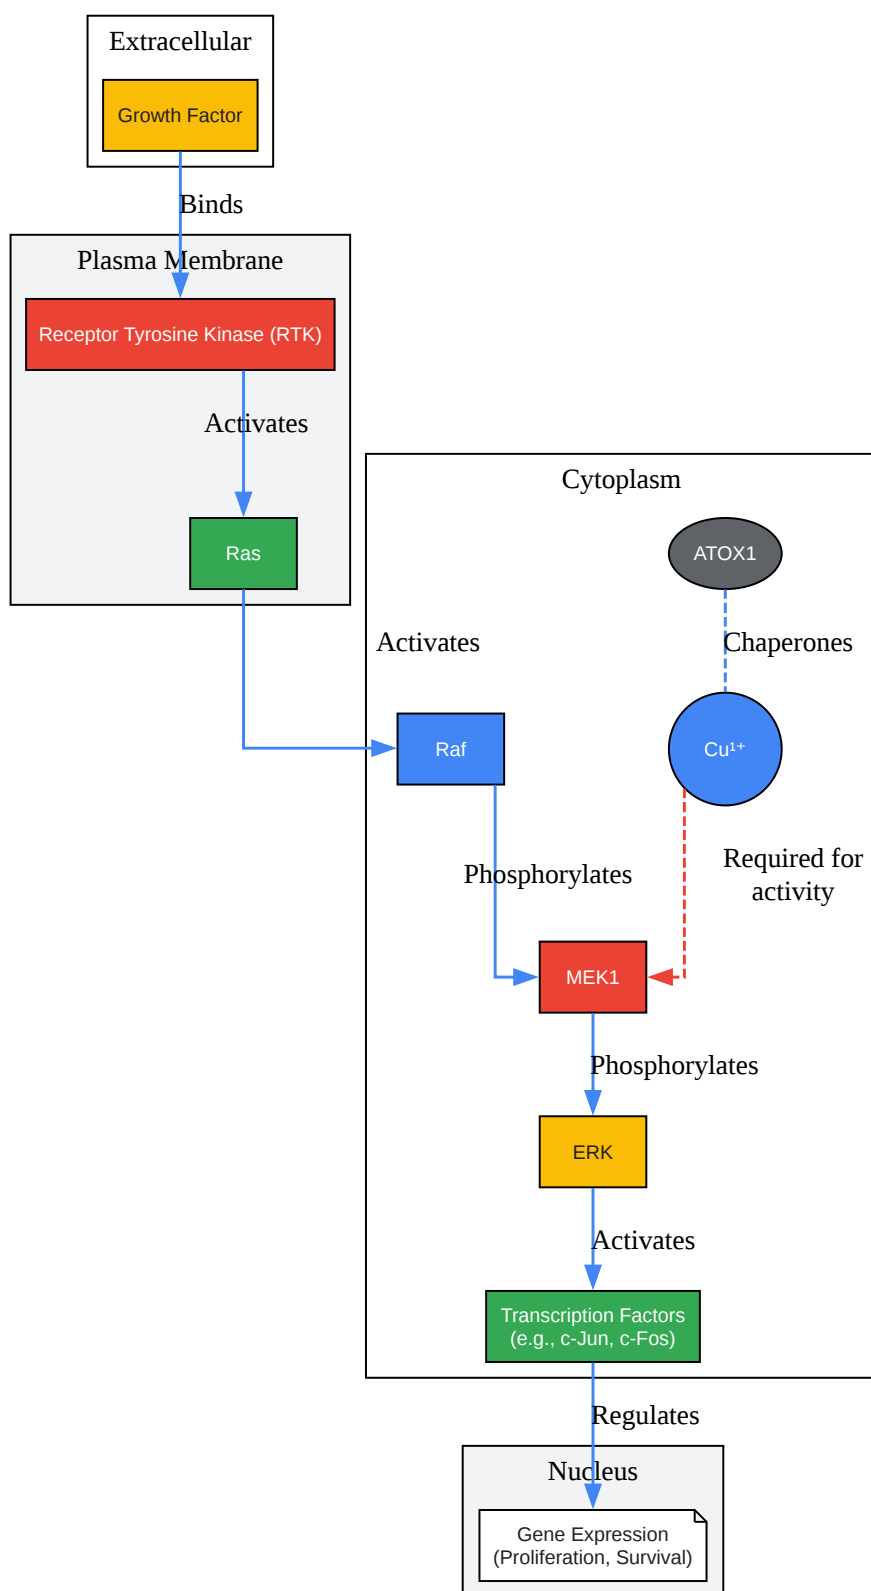 Extracellular
Growth Factor
Binds
Plasma Membrane
Receptor Tyrosine Kinase (RTK)
Activates
Ras
Cytoplasm
ATOX1
Activates
Chaperones
Raf
Cu¹⁺
Phosphorylates
Required for
activity
MEK1
Phosphorylates
ERK
Activates
Transcription Factors
(e.g., c-Jun, c-Fos)
Regulates
Nucleus
Gene Expression
(Proliferation, Survival)